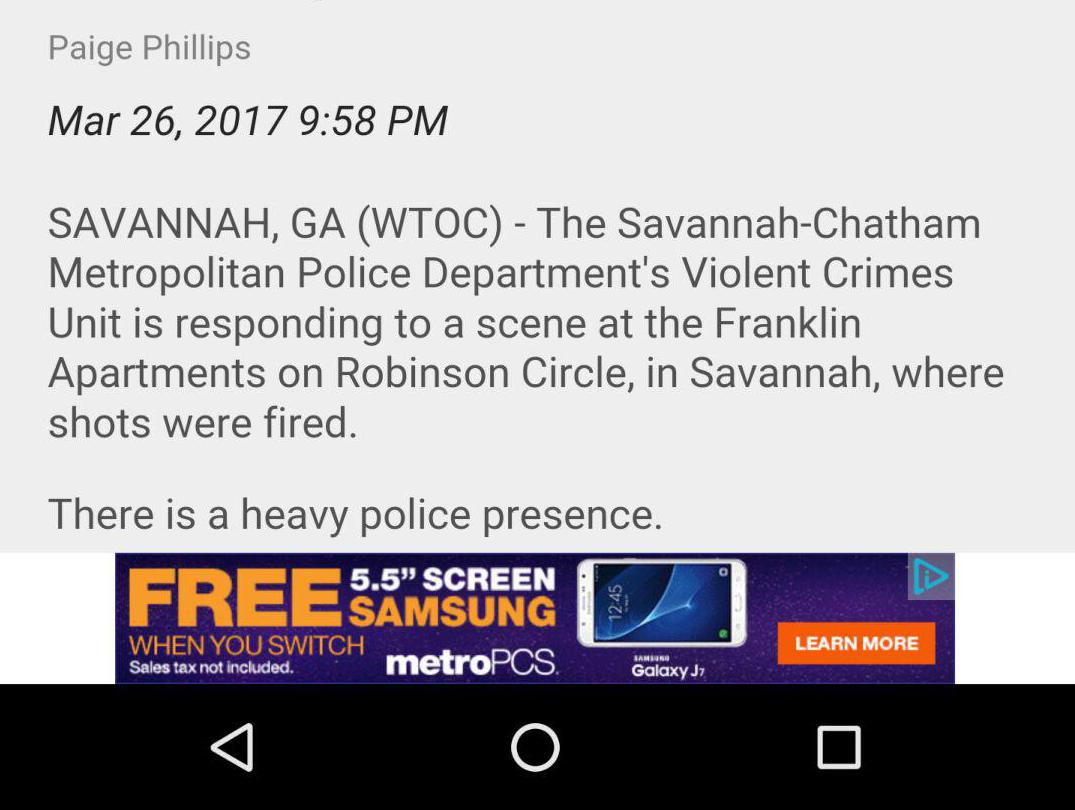 Paige Phillips
Mar 26, 2017 9:58 PM
SAVANNAH, GA (WTOC) - The Savannah-Chatham
Metropolitan Police Department's Violent Crimes
Unit is responding to a scene at the Franklin
Apartments on Robinson Circle, in Savannah, where
shots were fired.
There is a heavy police presence.
FREE 5.5” SCREEN
SAMSUNG
WHEN YOU SWITCH
Sales tax not included.
metroPCS.
12:45
SAMSUNG
Galaxy J7
LEARN MORE